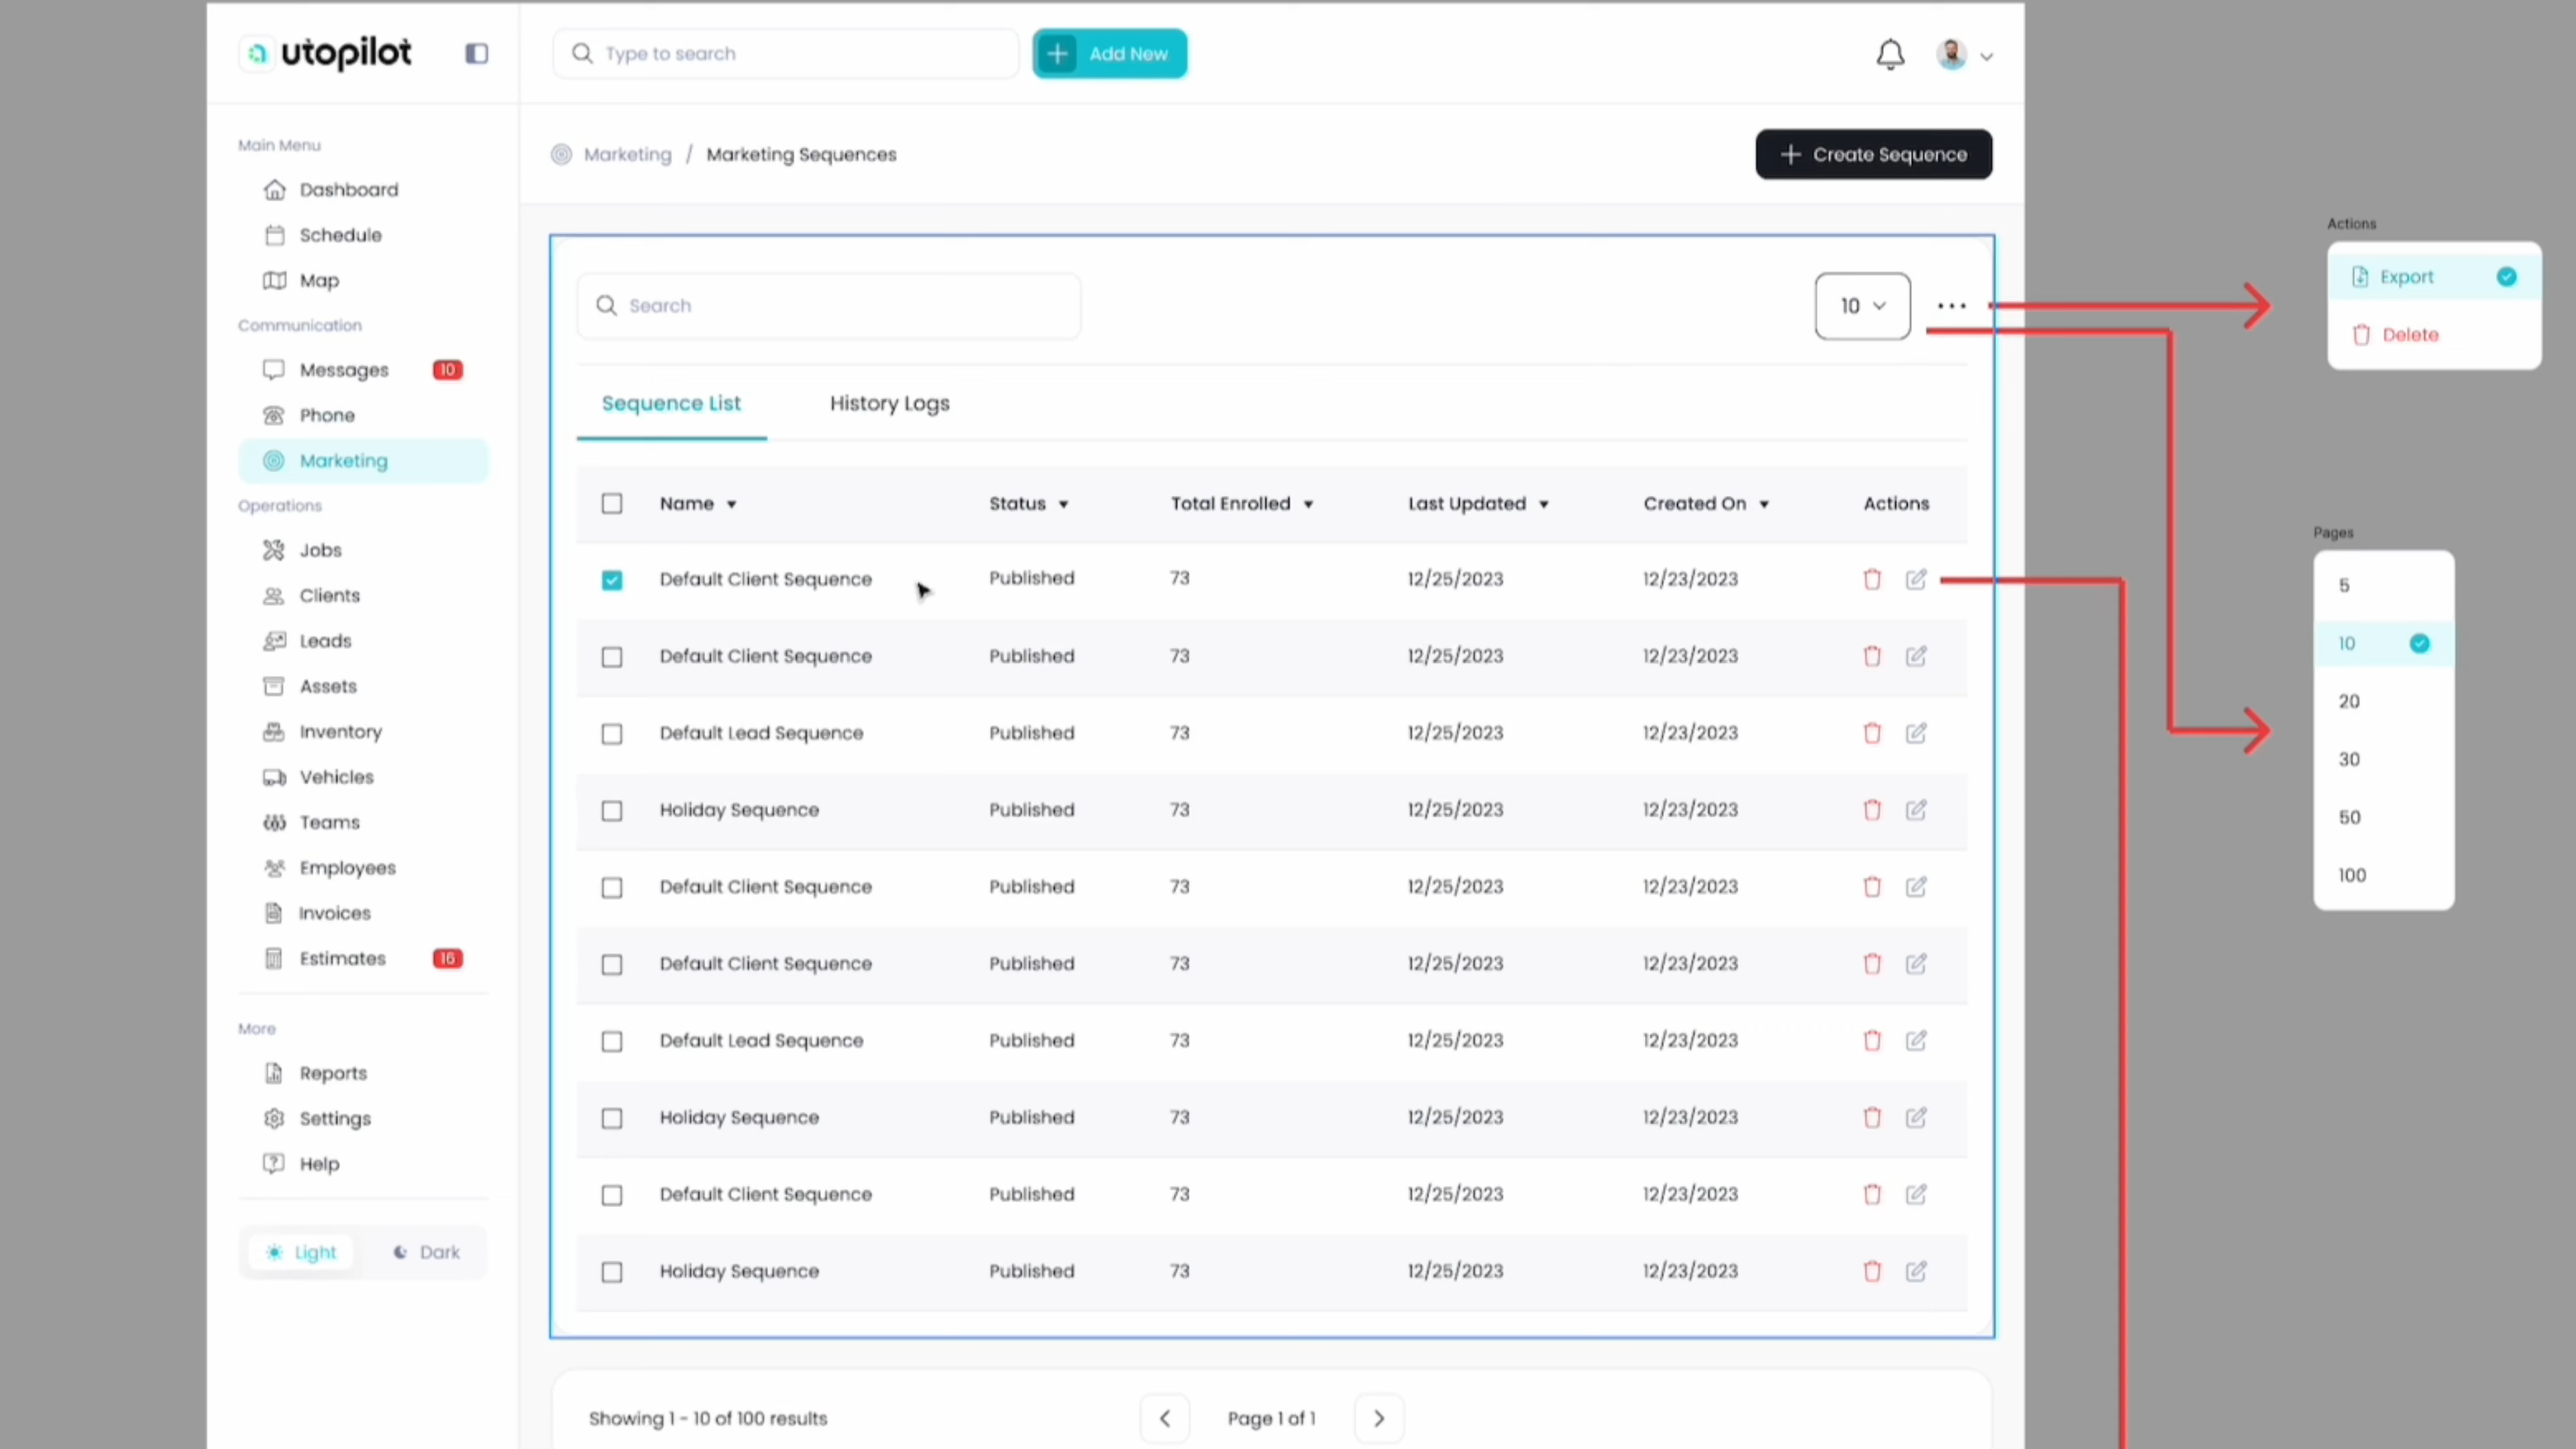 utopilot
Type to search
Add New
Main Menu
Dashboard
Schedule
Map
Communication
Messages 10
Phone
Marketing
Operations
Jobs
Clients
Leads
Assets
Inventory
Vehicles
Teams
Employees
Invoices
Estimates 16
More
Reports
Settings
Help
Light Dark
Marketing / Marketing Sequences
Create Sequence
Search
10
Sequence List History Logs
Name Status Total Enrolled Last Updated Created On Actions
Default Client Sequence Published 73 12/25/2023 12/23/2023
Default Client Sequence Published 73 12/25/2023 12/23/2023
Default Lead Sequence Published 73 12/25/2023 12/23/2023
Holiday Sequence Published 73 12/25/2023 12/23/2023
Default Client Sequence Published 73 12/25/2023 12/23/2023
Default Client Sequence Published 73 12/25/2023 12/23/2023
Default Lead Sequence Published 73 12/25/2023 12/23/2023
Holiday Sequence Published 73 12/25/2023 12/23/2023
Default Client Sequence Published 73 12/25/2023 12/23/2023
Holiday Sequence Published 73 12/25/2023 12/23/2023
Showing 1 - 10 of 100 results
Page 1 of 1
Actions
Export
Delete
Pages
5
10
20
30
50
100